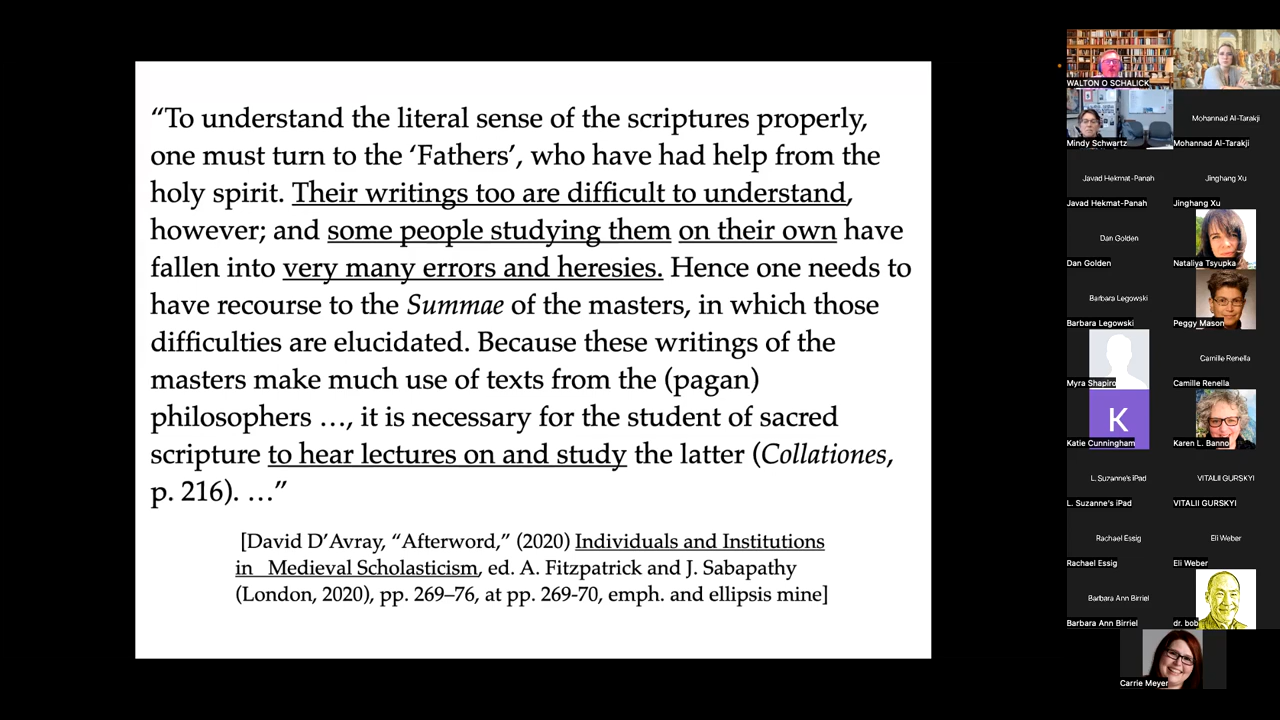 “To understand the literal sense of the scriptures properly,
one must turn to the ‘Fathers’, who have had help from the
holy spirit. Their writings too are difficult to understand,
however; and some people studying them on their own have
fallen into very many errors and heresies. Hence one needs to
have recourse to the Summae of the masters, in which those
difficulties are elucidated. Because these writings of the
masters make much use of texts from the (pagan)
philosophers …, it is necessary for the student of sacred
scripture to hear lectures on and study the latter (Collationes,
p. 216). …”
[David D’Avray, “Afterword,” (2020) Individuals and Institutions
in Medieval Scholasticism, ed. A. Fitzpatrick and J. Sabapathy
(London, 2020), pp. 269–76, at pp. 269-70, emph. and ellipsis mine]
WALTON O SCHALICK
Mindy Schwartz
Mohannad Al-Tarakji
Mohannad Al-Tarakji
Javad Hekmat-Panah
Javad Hekmat-Panah
Jinghang Xu
Jinghang Xu
Dan Golden
Dan Golden
Nataliya Tsyupka
Barbara Legowski
Barbara Legowski
Peggy Mason
Myra Shapiro
Camille Renella
Camille Renella
K
Katie Cunningham
Karen L. Banno
L. Suzanne's iPad
L. Suzanne's iPad
VITALII GURSKYI
VITALII GURSKYI
Rachael Essig
Rachael Essig
Eli Weber
Eli Weber
Barbara Ann Birriel
Barbara Ann Birriel
dr. bob
Carrie Meyer